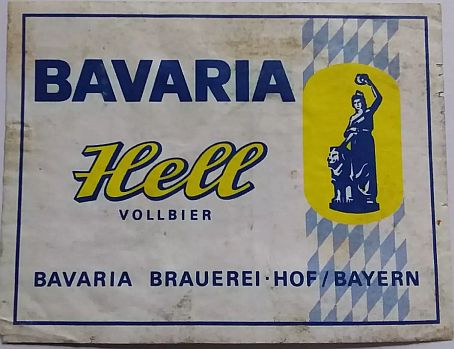 BAVARIA
Hell
VOLLBIER
BAVARIA BRAUEREI·HOF/BAYERN